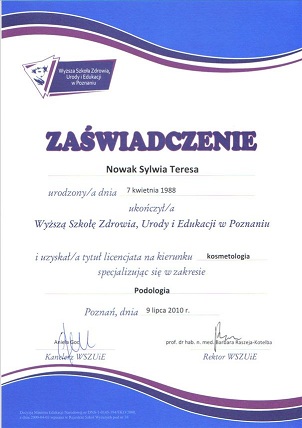 Wyższa Szkoła Zdrowia,
Urody i Edukacji
w Poznaniu
ZAŚWIADCZENIE
Nowak Sylwia Teresa
urodzony/a dnia 7 kwietnia 1988
ukończył/a
Wyższą Szkołę Zdrowia, Urody i Edukacji w Poznaniu
i uzyskał/a tytuł licencjata na kierunku kosmetologia
specjalizując się w zakresie
Podologia
Poznań, dnia 9 lipca 2010 r.
Aniela Goc prof. dr hab. n. med. Barbara Raszeja-Kotelba
Kanclerz WSZUiE Rektor WSZUiE